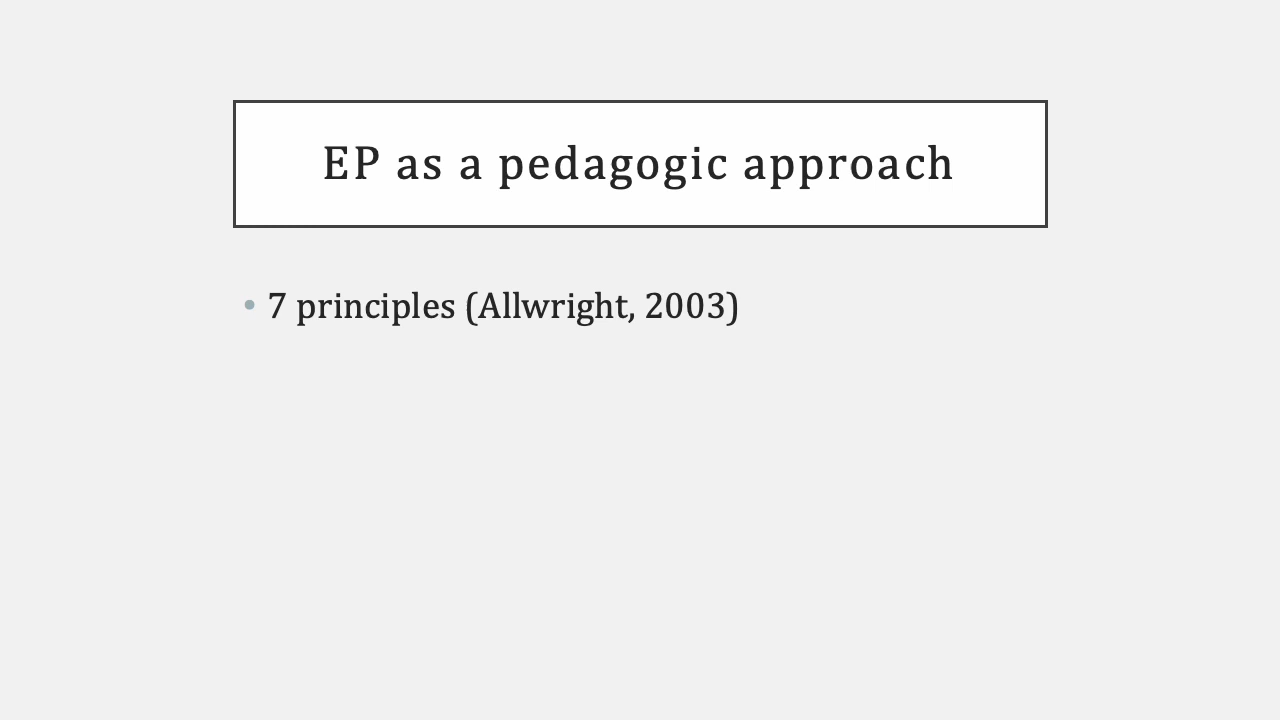 EP as a pedagogic approach
• 7 principles (Allwright, 2003)